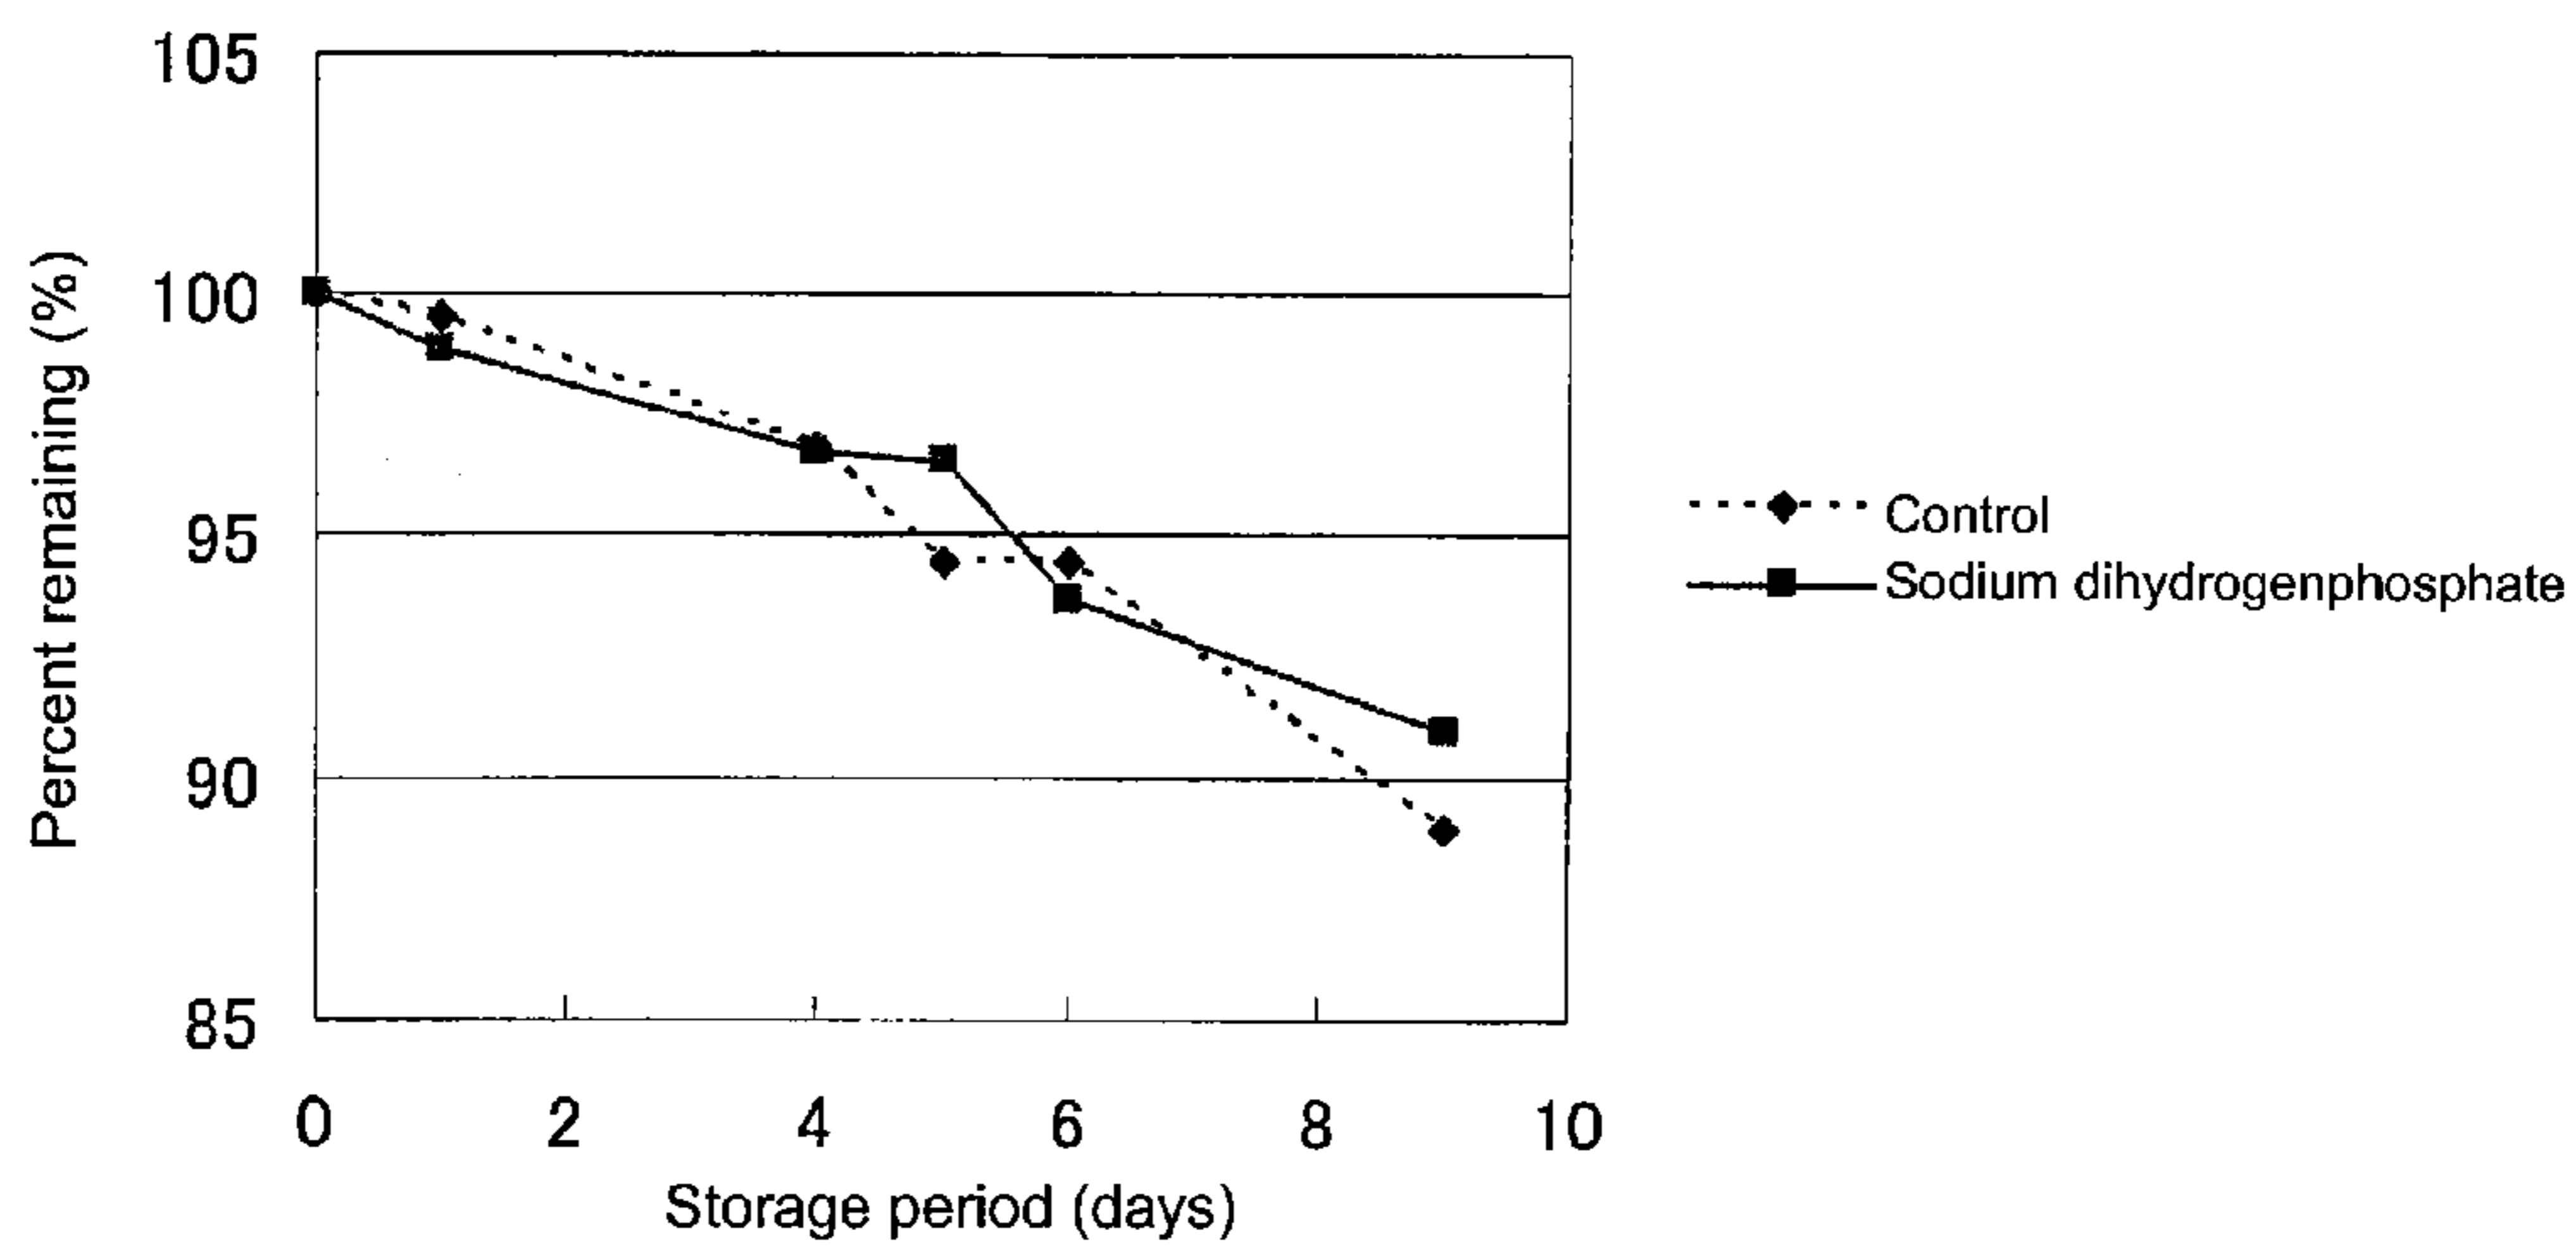 105
100
95
90
85
Percent remaining (%)
0 2 4 6 8 10
Storage period (days)
Control
Sodium dihydrogenphosphate